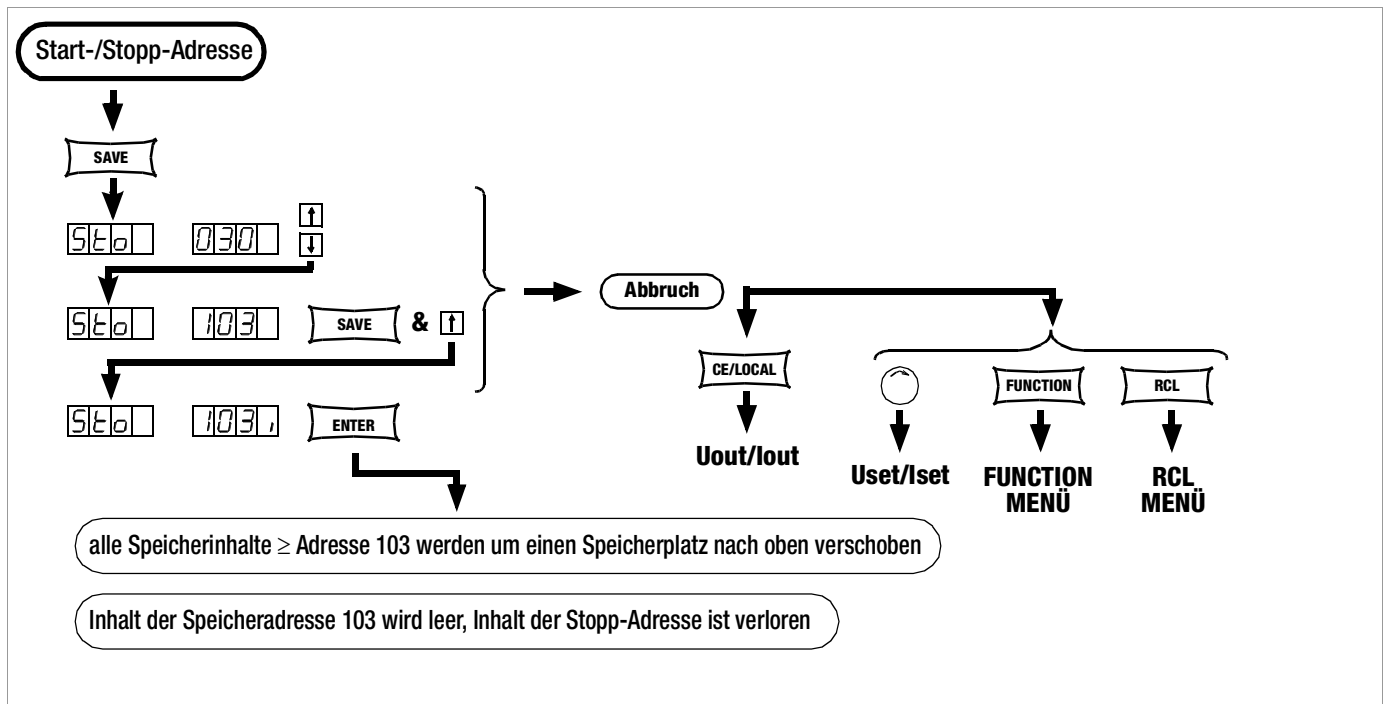 Start-/Stopp-Adresse
SAVE
Sto 030 ↑
↓
Sto 103 SAVE & ↑
Sto 103, ENTER
Abbruch
CE/LOCAL
FUNCTION RCL
Uout/Iout
Uset/Iset FUNCTION MENÜ RCL MENÜ
alle Speicherinhalte ≥ Adresse 103 werden um einen Speicherplatz nach oben verschoben
Inhalt der Speicheradresse 103 wird leer, Inhalt der Stopp-Adresse ist verloren